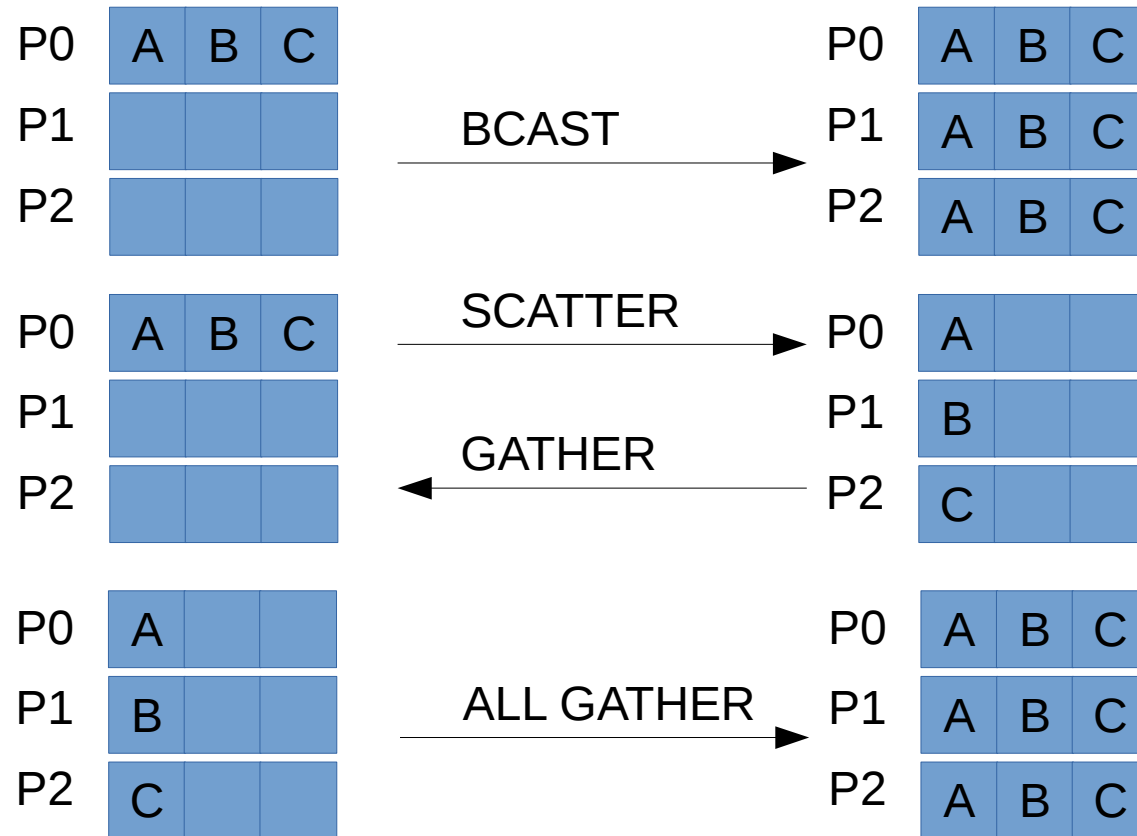 P0 A B C P0 A B C
P1 BCAST P1 A B C
P2 P2 A B C
P0 A B C SCATTER P0 A
P1 P1 B
P2 GATHER P2 C
P0 A P0 A B C
P1 B ALL GATHER P1 A B C
P2 C P2 A B C